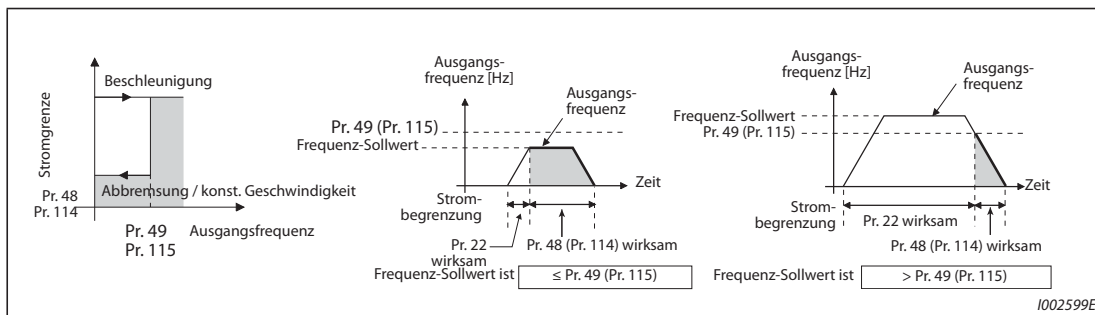 Stromgrenze
Beschleunigung
Abbremsung / konst. Geschwindigkeit
Pr. 48
Pr. 114
Pr. 49
Pr. 115
Ausgangsfrequenz
Ausgangs-
frequenz [Hz]
Ausgangs-
frequenz
Pr. 49 (Pr. 115)
Frequenz-Sollwert
Zeit
Strom-
begrenzung
Pr. 22
wirksam
Pr. 48 (Pr. 114) wirksam
Frequenz-Sollwert ist
≤ Pr. 49 (Pr. 115)
Ausgangs-
frequenz [Hz]
Ausgangs-
frequenz
Frequenz-Sollwert
Pr. 49 (Pr. 115)
Zeit
Strom-
begrenzung
Pr. 22 wirksam
Pr. 48 (Pr. 114) wirksam
Frequenz-Sollwert ist
> Pr. 49 (Pr. 115)
I002599E